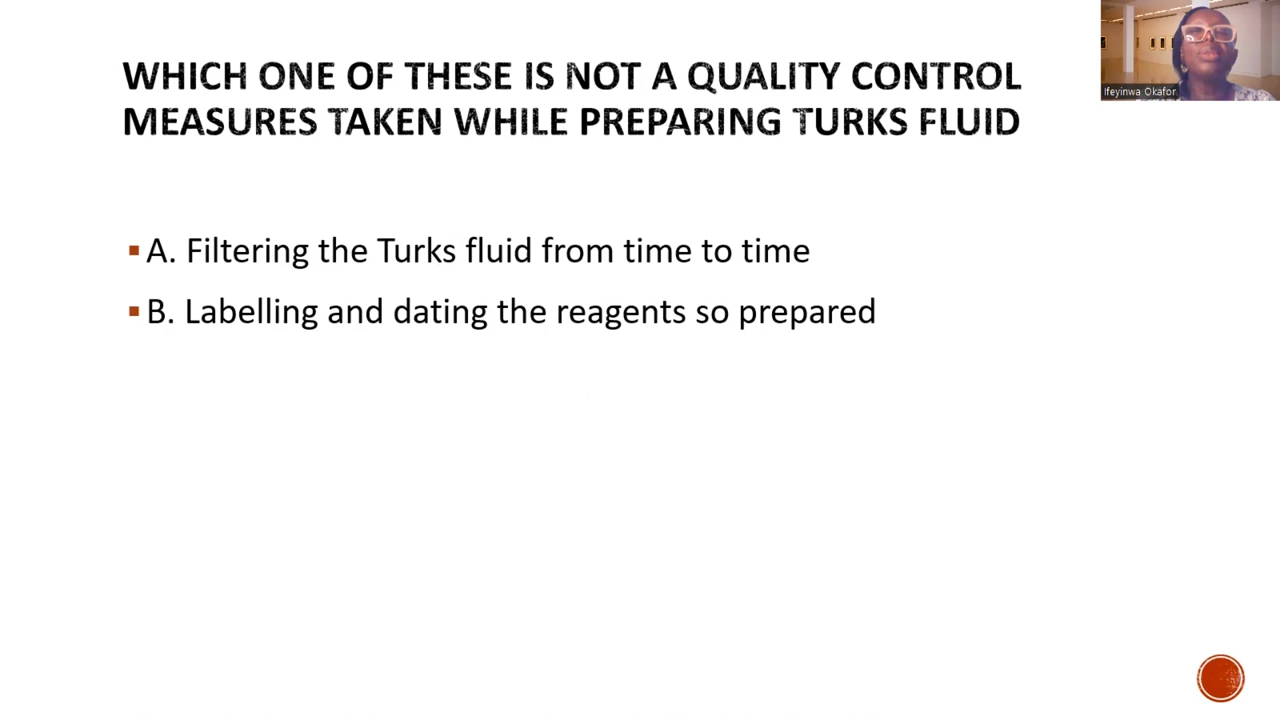 WHICH ONE OF THESE IS NOT A QUALITY CONTROL
MEASURES TAKEN WHILE PREPARING TURKS FLUID
A. Filtering the Turks fluid from time to time
B. Labelling and dating the reagents so prepared
Ifeyinwa Okafor